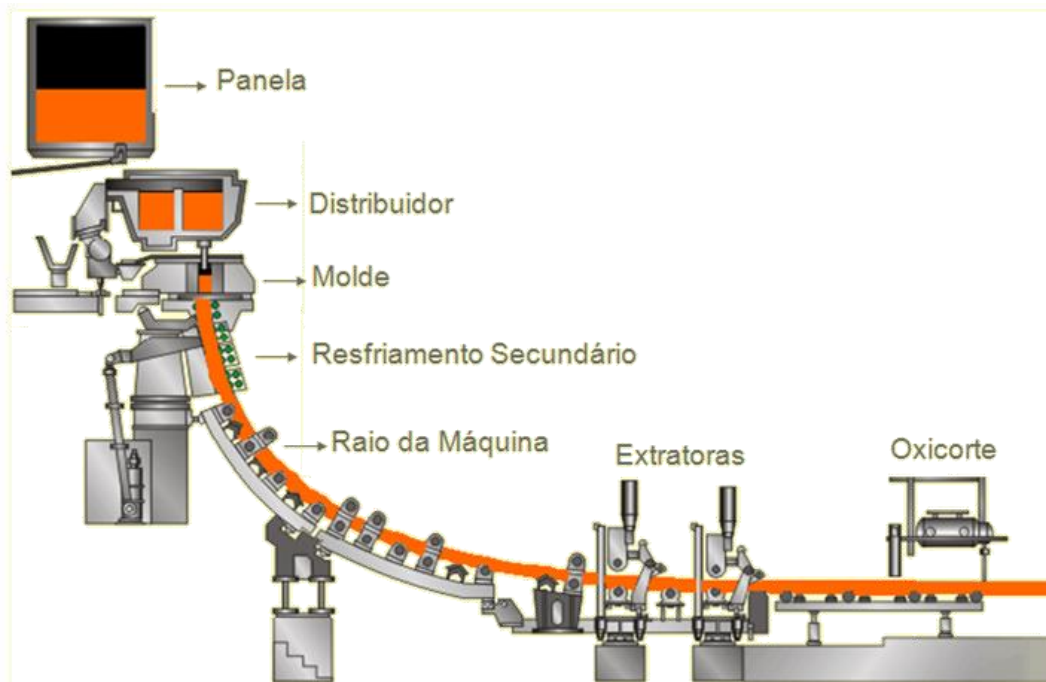 Panela
Distribuidor
Molde
Resfriamento Secundário
Raio da Máquina
Extratoras
Oxicorte